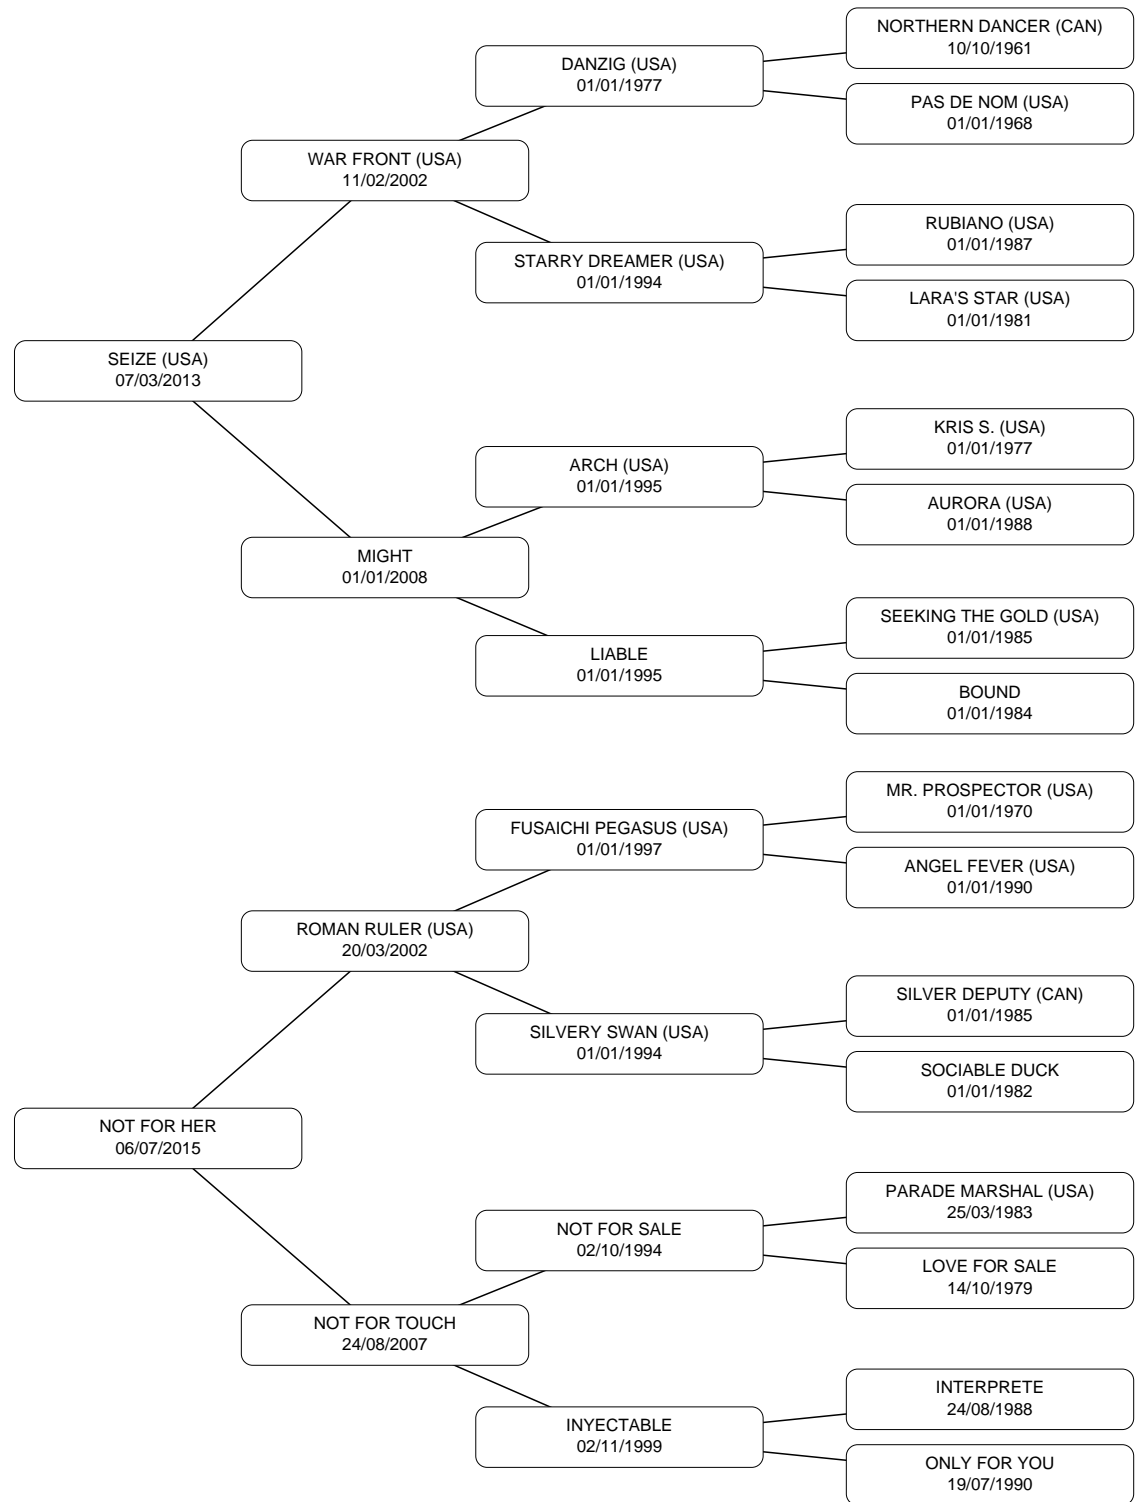 NORTHERN DANCER (CAN)
10/10/1961
DANZIG (USA)
01/01/1977
PAS DE NOM (USA)
01/01/1968
WAR FRONT (USA)
11/02/2002
RUBIANO (USA)
01/01/1987
STARRY DREAMER (USA)
01/01/1994
LARA'S STAR (USA)
01/01/1981
SEIZE (USA)
07/03/2013
KRIS S. (USA)
01/01/1977
ARCH (USA)
01/01/1995
AURORA (USA)
01/01/1988
MIGHT
01/01/2008
SEEKING THE GOLD (USA)
01/01/1985
LIABLE
01/01/1995
BOUND
01/01/1984
MR. PROSPECTOR (USA)
01/01/1970
FUSAICHI PEGASUS (USA)
01/01/1997
ANGEL FEVER (USA)
01/01/1990
ROMAN RULER (USA)
20/03/2002
SILVER DEPUTY (CAN)
01/01/1985
SILVERY SWAN (USA)
01/01/1994
SOCIABLE DUCK
01/01/1982
NOT FOR HER
06/07/2015
PARADE MARSHAL (USA)
25/03/1983
NOT FOR SALE
02/10/1994
LOVE FOR SALE
14/10/1979
NOT FOR TOUCH
24/08/2007
INTERPRETE
24/08/1988
INYECTABLE
02/11/1999
ONLY FOR YOU
19/07/1990